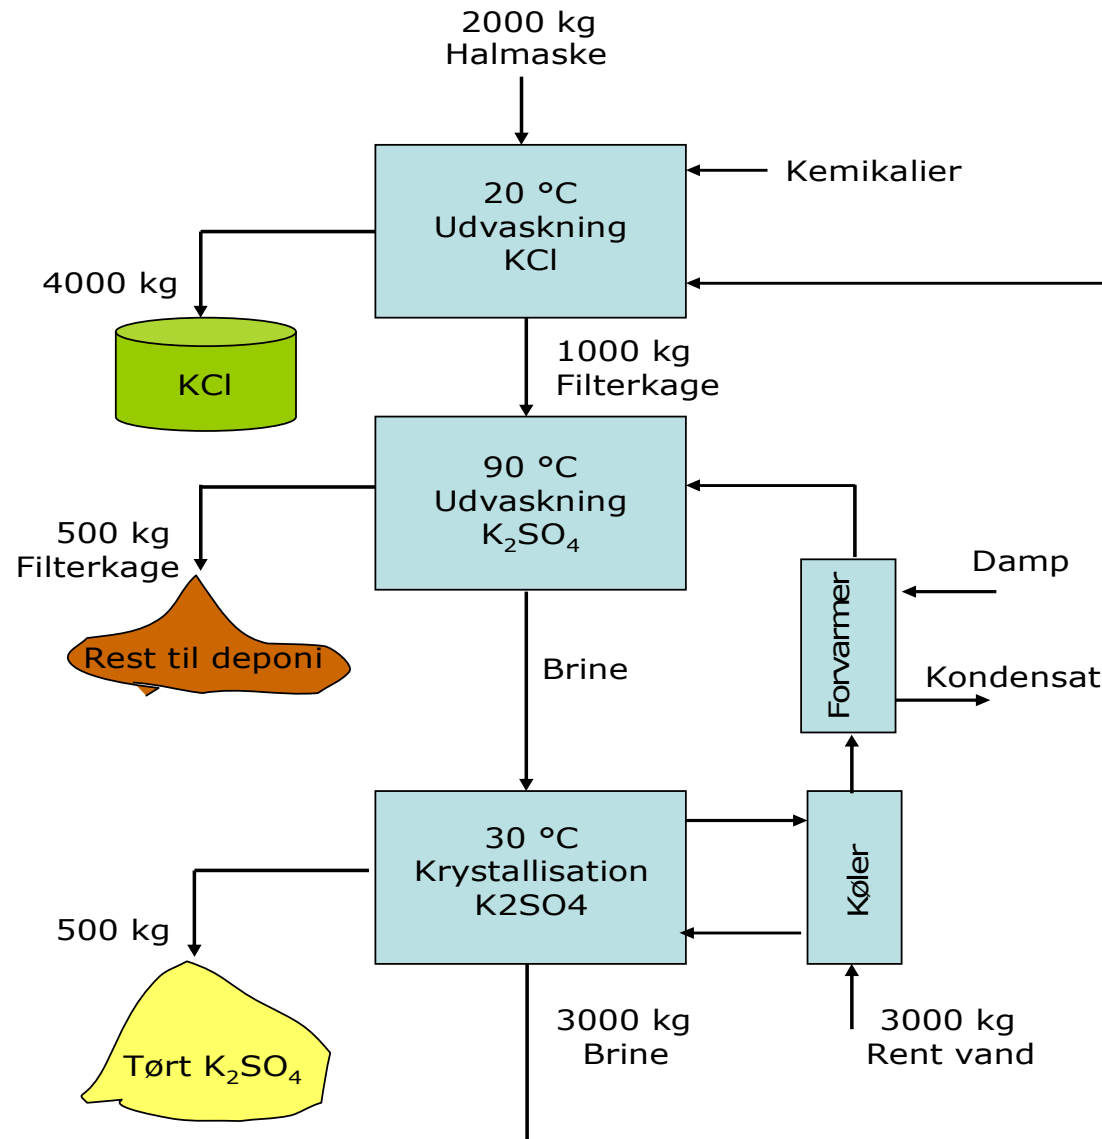 2000 kg
Halmaske
20 °C
Udvaskning
KCl
Kemikalier
4000 kg
KCl
1000 kg
Filterkage
90 °C
Udvaskning
K₂SO₄
500 kg
Filterkage
Rest til deponi
Forvarmer
Damp
Kondensat
Brine
30 °C
Krystallisation
K2SO4
Køler
500 kg
Tørt K₂SO₄
3000 kg
Brine
3000 kg
Rent vand